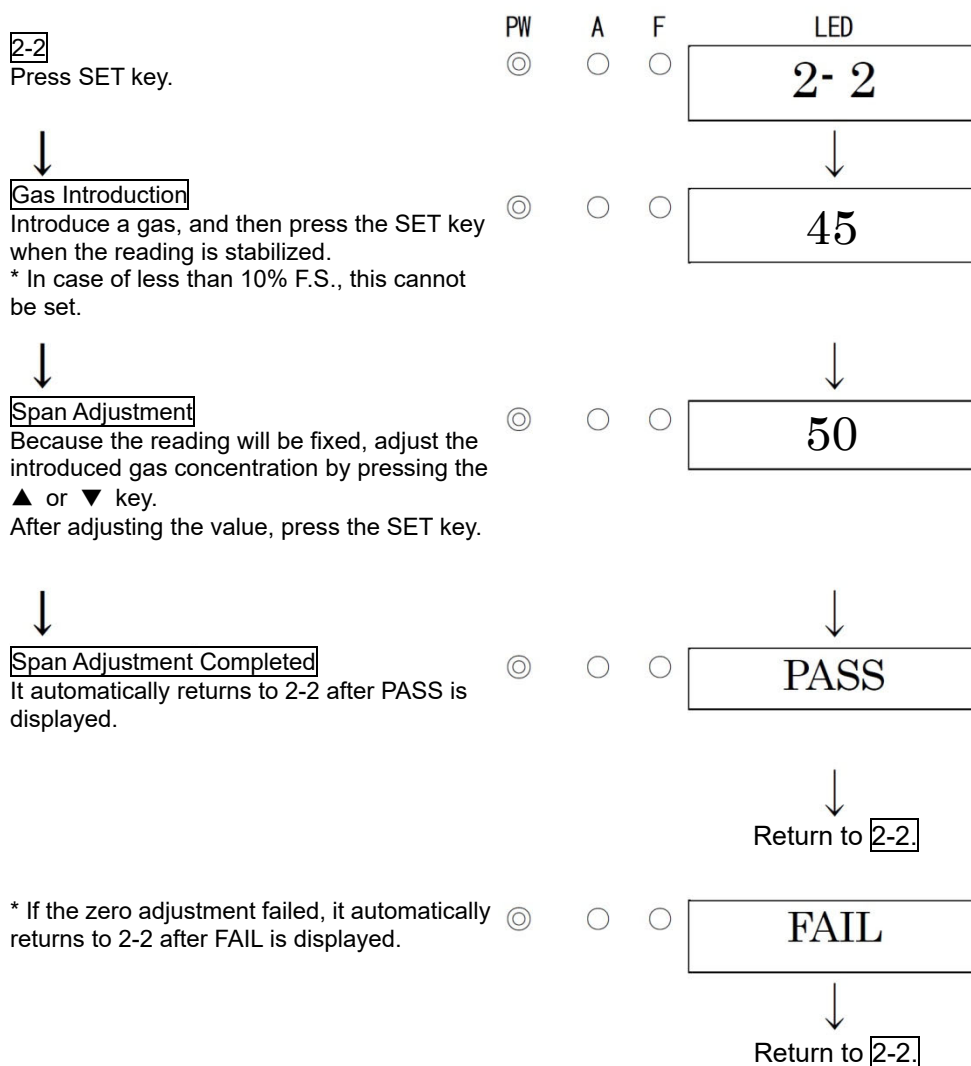 PW A F LED
2-2
Press SET key.
2- 2
Gas Introduction
Introduce a gas, and then press the SET key
when the reading is stabilized.
* In case of less than 10% F.S., this cannot
be set.
45
Span Adjustment
Because the reading will be fixed, adjust the
introduced gas concentration by pressing the
▲ or ▼ key.
After adjusting the value, press the SET key.
50
Span Adjustment Completed
It automatically returns to 2-2 after PASS is
displayed.
PASS
Return to 2-2.
* If the zero adjustment failed, it automatically
returns to 2-2 after FAIL is displayed.
FAIL
Return to 2-2.